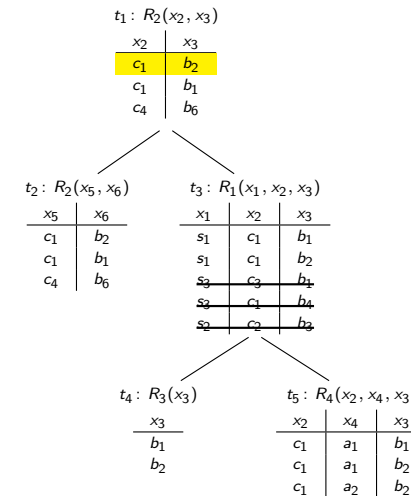 t₁: R₂(x₂, x₃)
x₂ x₃
c₁ b₂
c₁ b₁
c₄ b₆
t₂: R₂(x₅, x₆)
x₅ x₆
c₁ b₂
c₁ b₁
c₄ b₆
t₃: R₁(x₁, x₂, x₃)
x₁ x₂ x₃
s₁ c₁ b₁
s₁ c₁ b₂
s₃ c₃ b₁
s₃ c₁ b₄
s₂ c₂ b₃
t₄: R₃(x₃)
x₃
b₁
b₂
t₅: R₄(x₂, x₄, x₃
x₂ x₄ x₃
c₁ a₁ b₁
c₁ a₁ b₂
c₁ a₂ b₂